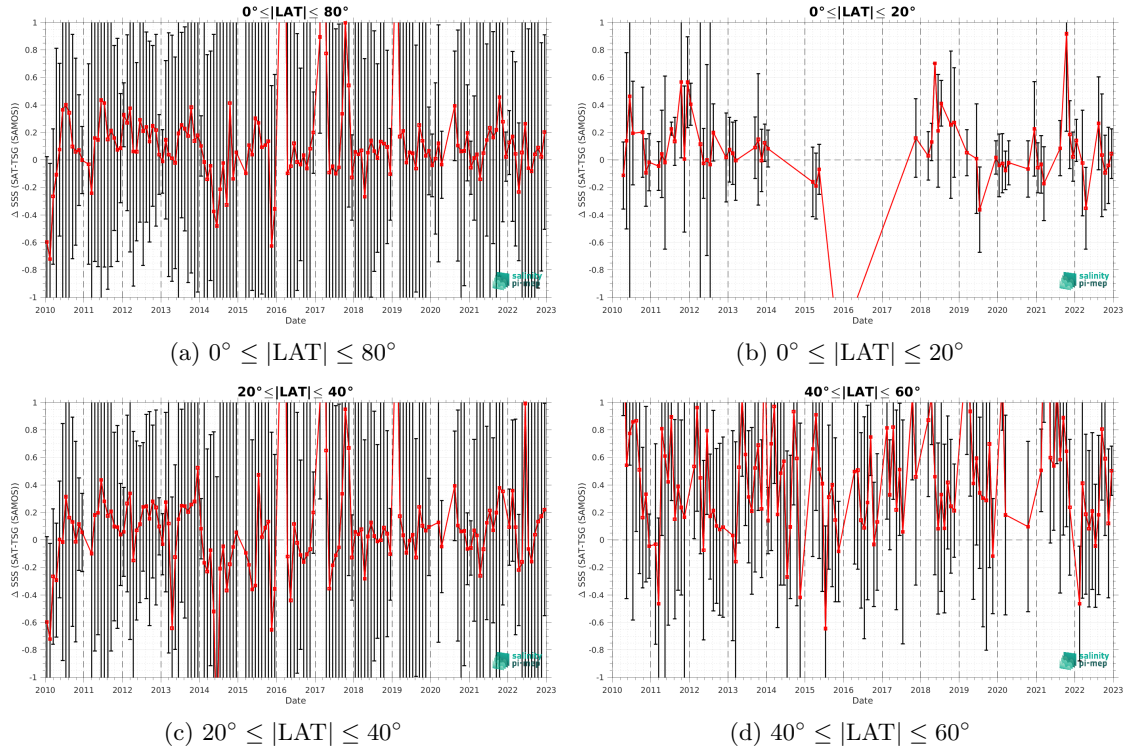 0°≤|LAT|≤ 80°
Δ SSS (SAT-TSG (SAMOS))
1
0.8
0.6
0.4
0.2
0
-0.2
-0.4
-0.6
-0.8
-1
2010 2011 2012 2013 2014 2015 2016 2017 2018 2019 2020 2021 2022 2023
Date
salinity
pi-mep
(a) 0° ≤ |LAT| ≤ 80°
0°≤|LAT|≤ 20°
Δ SSS (SAT-TSG (SAMOS))
1
0.8
0.6
0.4
0.2
0
-0.2
-0.4
-0.6
-0.8
-1
2010 2011 2012 2013 2014 2015 2016 2017 2018 2019 2020 2021 2022 2023
Date
salinity
pi-mep
(b) 0° ≤ |LAT| ≤ 20°
20°≤|LAT|≤ 40°
Δ SSS (SAT-TSG (SAMOS))
1
0.8
0.6
0.4
0.2
0
-0.2
-0.4
-0.6
-0.8
-1
2010 2011 2012 2013 2014 2015 2016 2017 2018 2019 2020 2021 2022 2023
Date
salinity
pi-mep
(c) 20° ≤ |LAT| ≤ 40°
40°≤|LAT|≤ 60°
Δ SSS (SAT-TSG (SAMOS))
1
0.8
0.6
0.4
0.2
0
-0.2
-0.4
-0.6
-0.8
-1
2010 2011 2012 2013 2014 2015 2016 2017 2018 2019 2020 2021 2022 2023
Date
salinity
pi-mep
(d) 40° ≤ |LAT| ≤ 60°